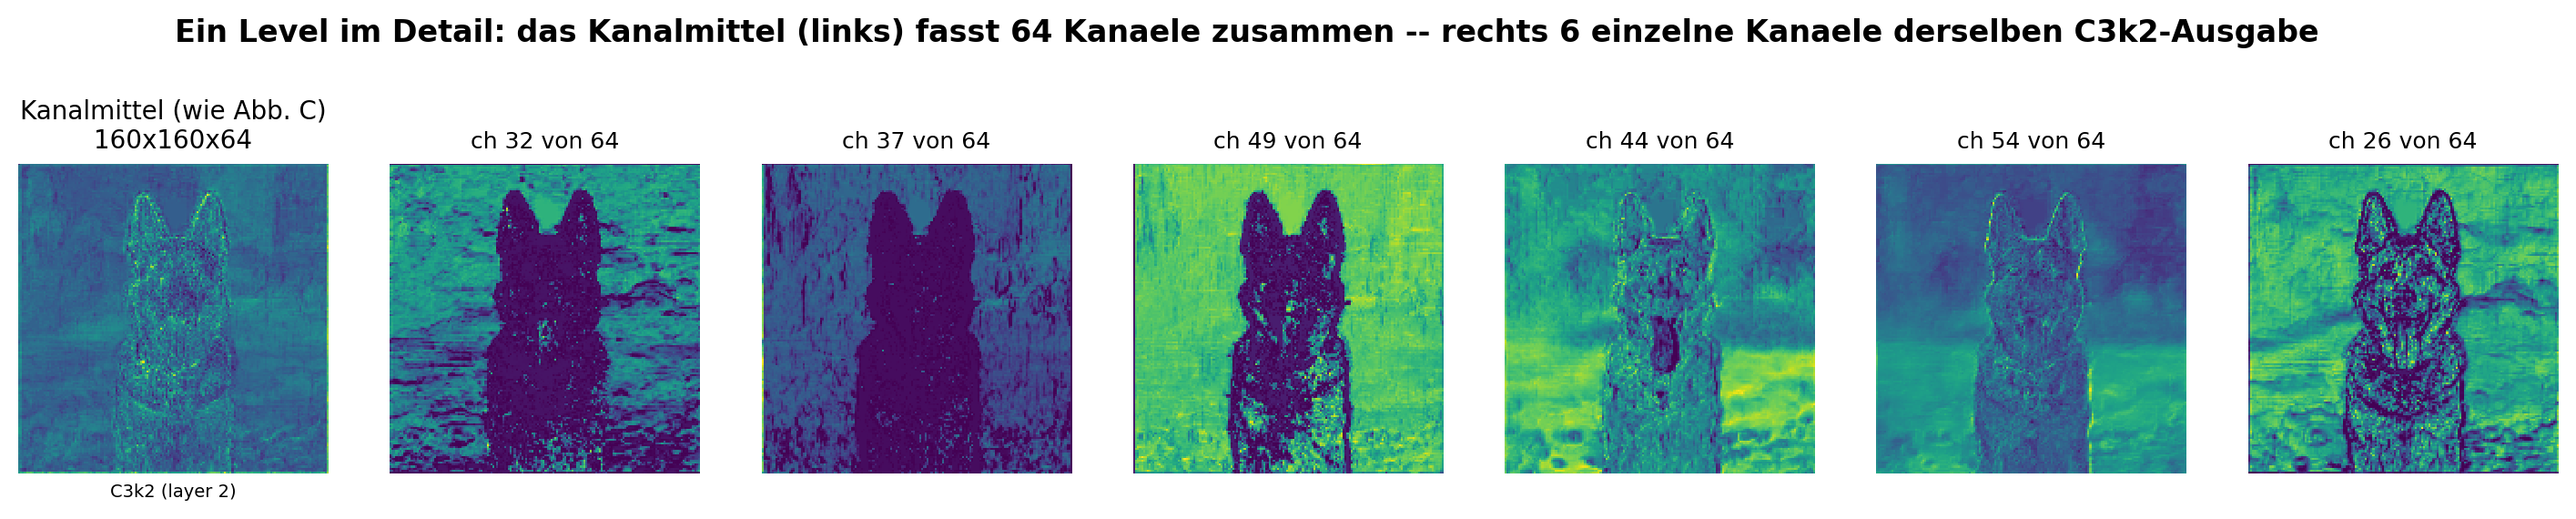 Ein Level im Detail: das Kanalmittel (links) fasst 64 Kanaele zusammen -- rechts 6 einzelne Kanaele derselben C3k2-Ausgabe
Kanalmittel (wie Abb. C)
160x160x64
ch 32 von 64
ch 37 von 64
ch 49 von 64
ch 44 von 64
ch 54 von 64
ch 26 von 64
C3k2 (layer 2)